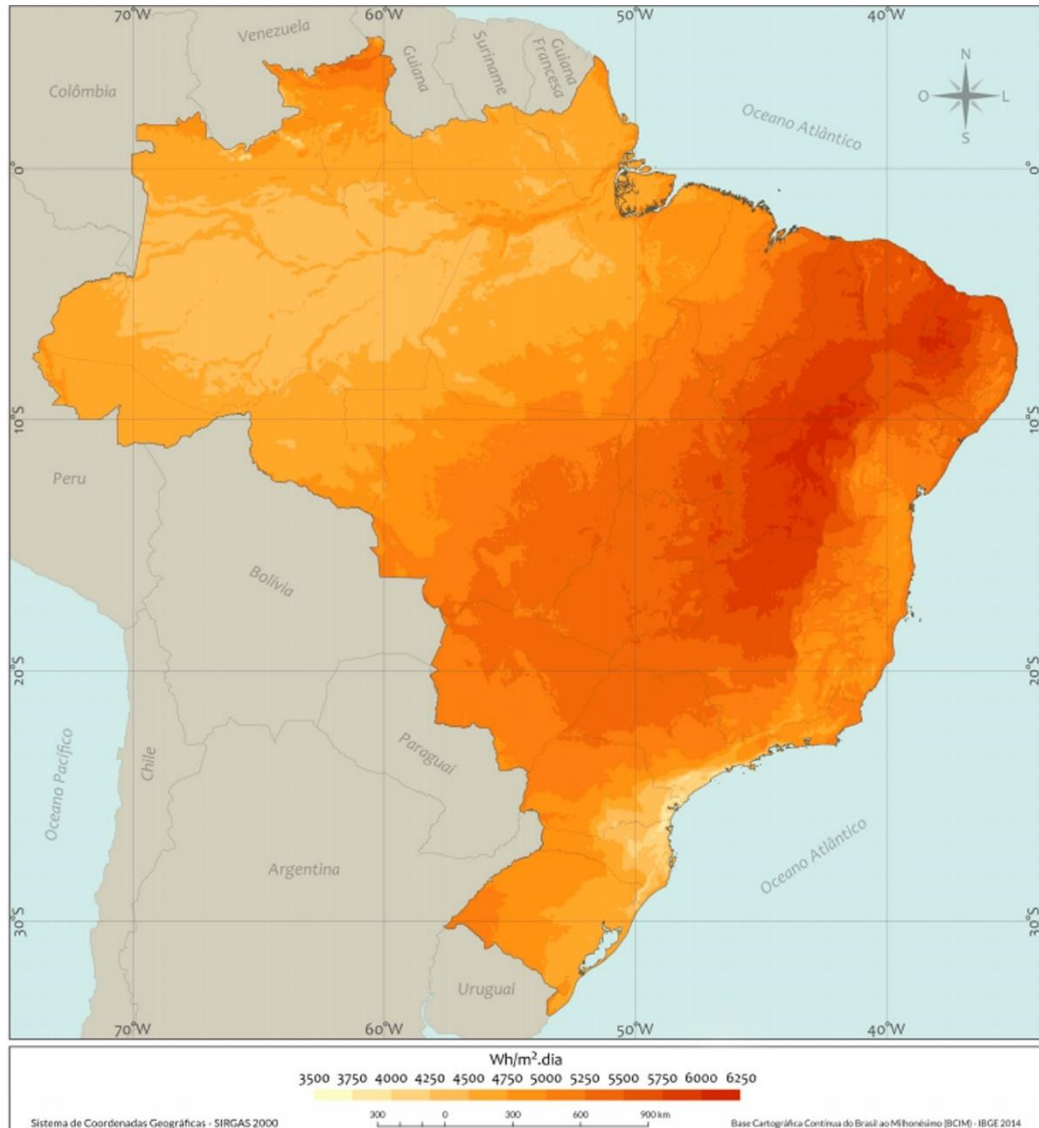 70°W 60°W 50°W 40°W
Venezuela
Colômbia
Guiana
Suriname
Guiana
Francesa
N
O L
S
Oceano Atlântico
0° 0°
10°S 10°S
Peru
Bolívia
20°S 20°S
Oceano Pacífico
Chile
Paraguai
Argentina
Oceano Atlântico
30°S 30°S
Uruguai
70°W 60°W 50°W 40°W
Wh/m².dia
3500 3750 4000 4250 4500 4750 5000 5250 5500 5750 6000 6250
300 0 300 600 900 km
Sistema de Coordenadas Geográficas - SIRGAS 2000
Base Cartográfica Contínua do Brasil ao Milhonésimo (BCIM) - IBGE 2014